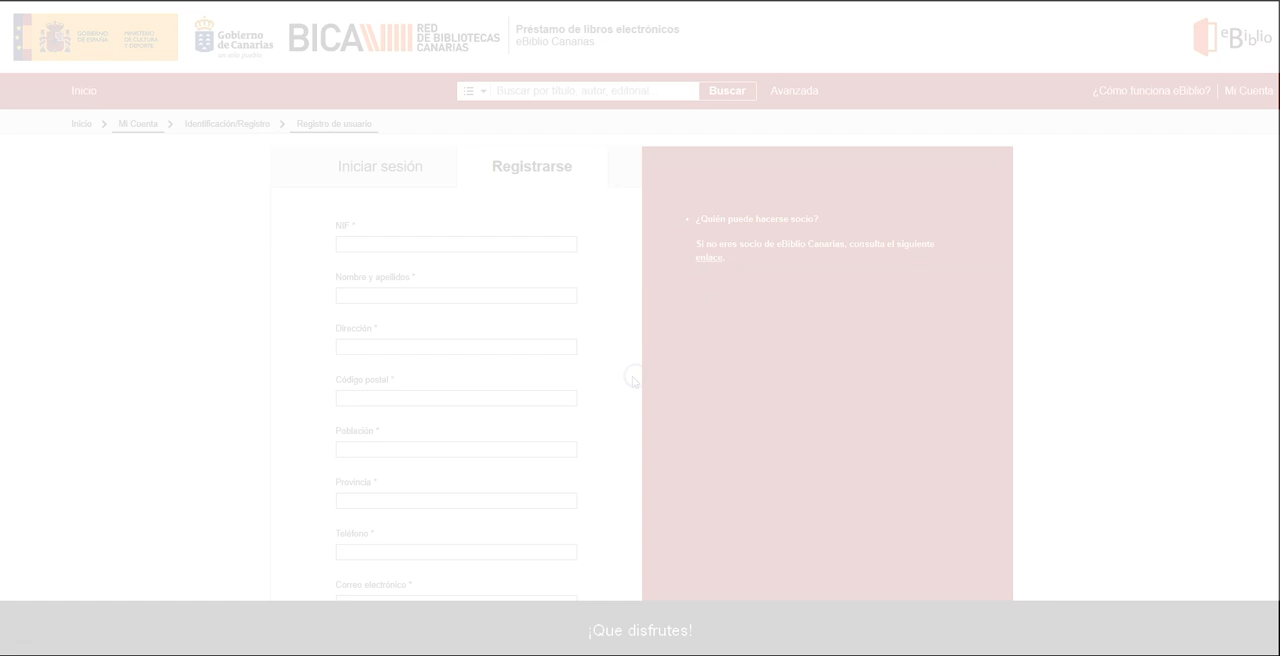 GOBIERNO
DE ESPAÑA
MINISTERIO
DE CULTURA
Y DEPORTE
Gobierno
de Canarias
un solo pueblo
BICA
RED
DE BIBLIOTECAS
CANARIAS
Préstamo de libros electrónicos
eBiblio Canarias
eBiblio
Inicio
Buscar por título, autor, editorial...
Buscar
Avanzada
¿Cómo funciona eBiblio?
Mi Cuenta
Inicio > Mi Cuenta > Identificación/Registro > Registro de usuario
Iniciar sesión
Registrarse
NIF *
Nombre y apellidos *
Dirección *
Código postal *
Población *
Provincia *
Teléfono *
Correo electrónico *
• ¿Quién puede hacerse socio?
Si no eres socio de eBiblio Canarias, consulta el siguiente
enlace.
¡Que disfrutes!